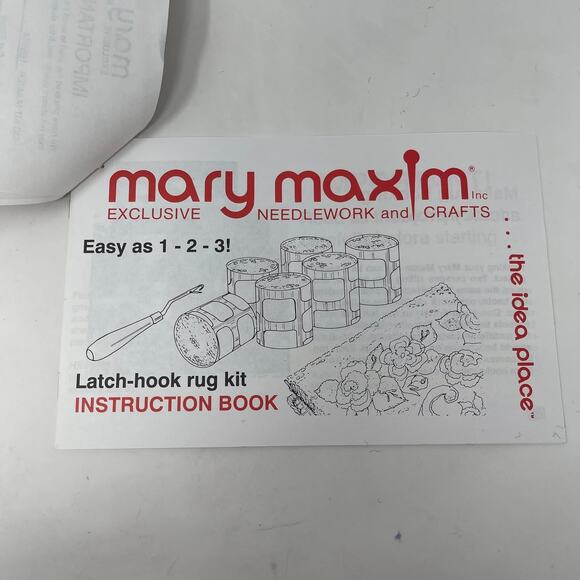 mary maxim® Inc
EXCLUSIVE NEEDLEWORK and CRAFTS
Easy as 1 - 2 - 3!
Latch-hook rug kit
INSTRUCTION BOOK
. . . the idea place™